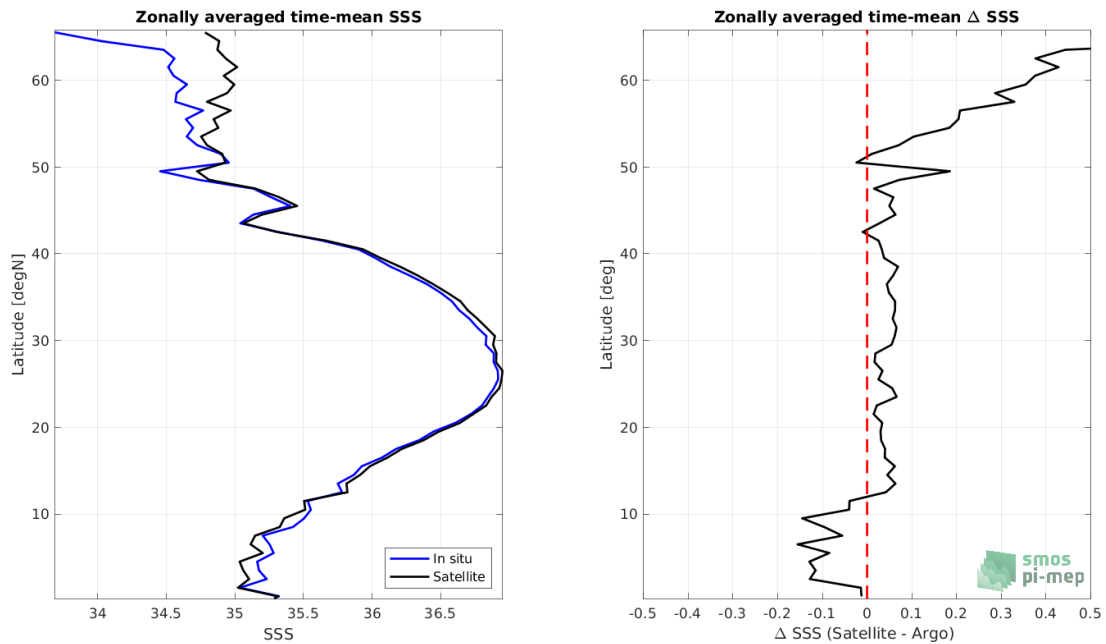 Zonally averaged time-mean SSS
Latitude [degN]
60
50
40
30
20
10
34
34.5
35
35.5
36
36.5
SSS
In situ
Satellite
Zonally averaged time-mean Δ SSS
Latitude [deg]
60
50
40
30
20
10
-0.5
-0.4
-0.3
-0.2
-0.1
0
0.1
0.2
0.3
0.4
0.5
Δ SSS (Satellite - Argo)
smos
pi-mep